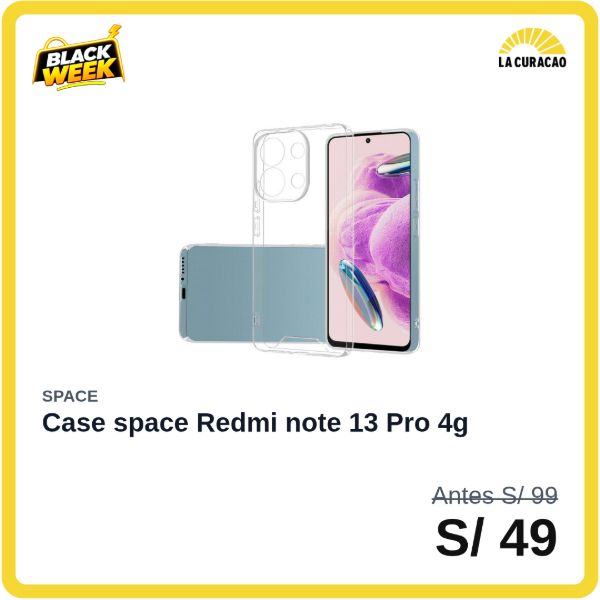 BLACK
WEEK
LA CURACAO
SPACE
Case space Redmi note 13 Pro 4g
Antes S/ 99
S/ 49